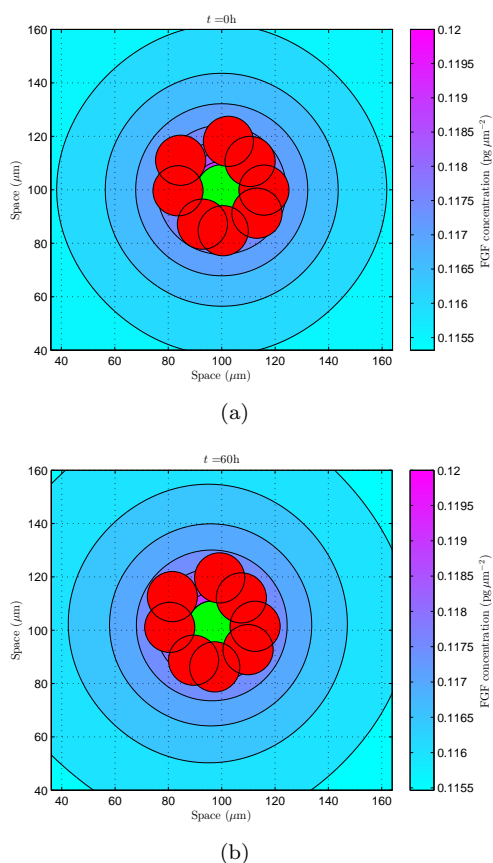 t =0h
160
140
120
100
80
60
40
40 60 80 100 120 140 160
Space (μm)
Space (μm)
0.12
0.1195
0.119
0.1185
0.118
0.1175
0.117
0.1165
0.116
0.1155
FGF concentration (pg μm⁻²)
(a)
t =60h
160
140
120
100
80
60
40
40 60 80 100 120 140 160
Space (μm)
Space (μm)
0.12
0.1195
0.119
0.1185
0.118
0.1175
0.117
0.1165
0.116
0.1155
FGF concentration (pg μm⁻²)
(b)